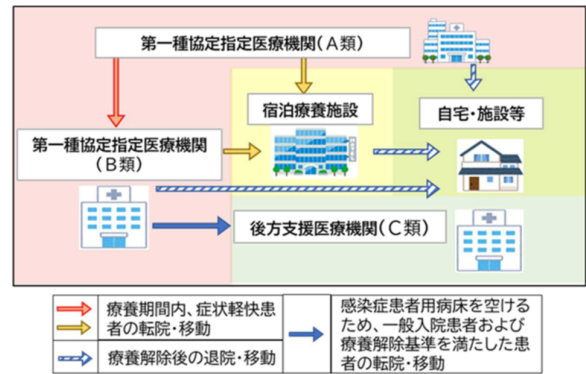 第一種協定指定医療機関(A類)
宿泊療養施設
自宅・施設等
第一種協定指定医療機関
(B類)
後方支援医療機関(C類)
療養期間内、症状軽快患
者の転院・移動
療養解除後の退院・移動
感染症患者用病床を空ける
ため、一般入院患者および
療養解除基準を満たした患
者の転院・移動